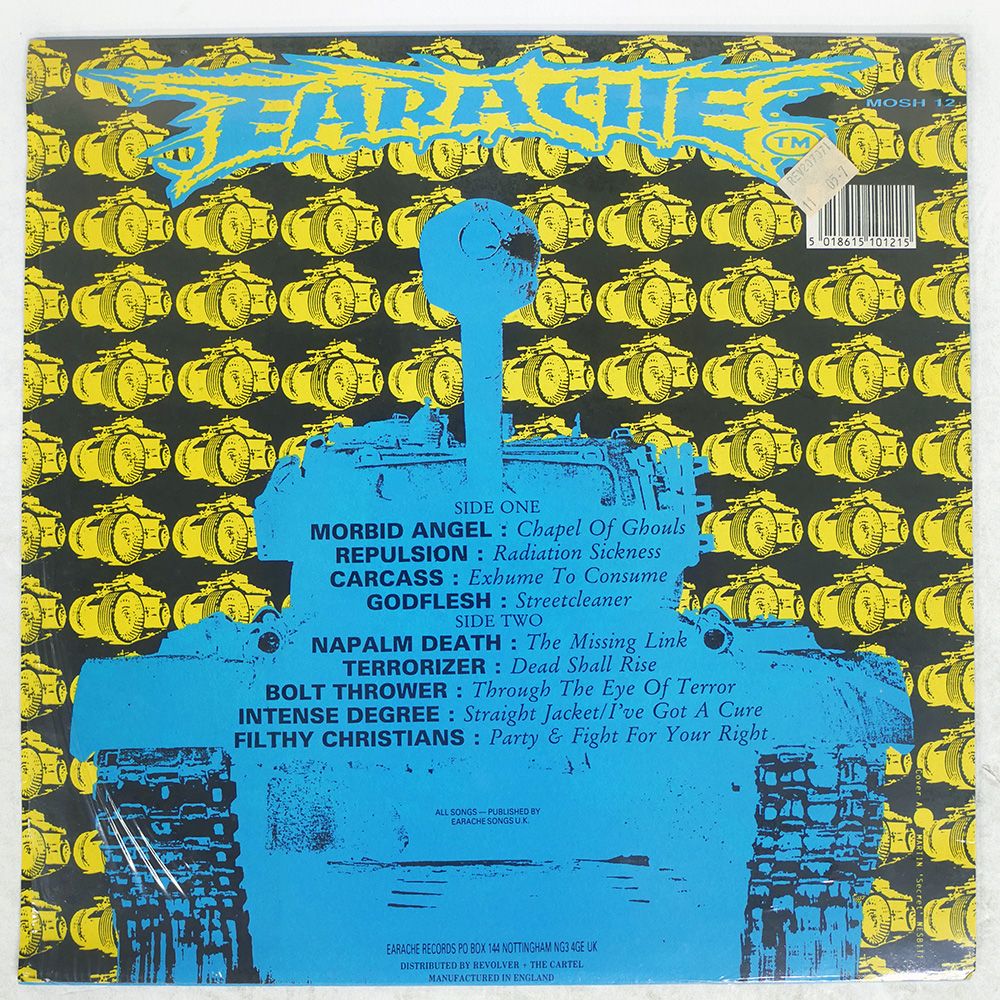 EARACHE
TM
MOSH 12
5 018615 101215
SIDE ONE
MORBID ANGEL : Chapel Of Ghouls
REPULSION : Radiation Sickness
CARCASS : Exhume To Consume
GODFLESH : Streetcleaner
SIDE TWO
NAPALM DEATH : The Missing Link
TERRORIZER : Dead Shall Rise
BOLT THROWER : Through The Eye Of Terror
INTENSE DEGREE : Straight Jacket/I've Got A Cure
FILTHY CHRISTIANS : Party & Fight For Your Right
ALL SONGS — PUBLISHED BY
EARACHE SONGS U.K.
EARACHE RECORDS PO BOX 144 NOTTINGHAM NG3 4GE UK
DISTRIBUTED BY REVOLVER + THE CARTEL
MANUFACTURED IN ENGLAND
Cover MARTIN